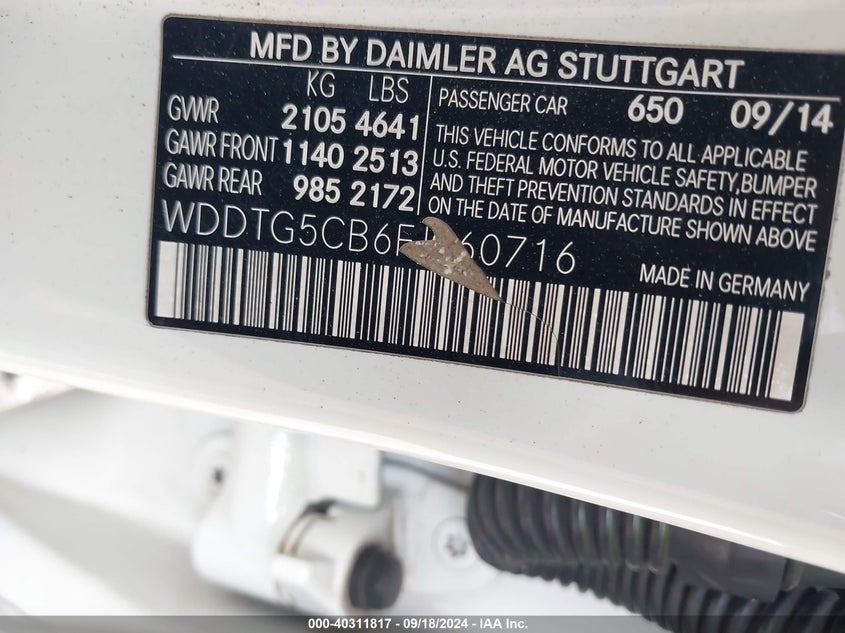 MFD BY DAIMLER AG STUTTGART
KG LBS
GVWR 2105 4641
GAWR FRONT 1140 2513
GAWR REAR 985 2172
PASSENGER CAR 650 09/14
THIS VEHICLE CONFORMS TO ALL APPLICABLE
U.S. FEDERAL MOTOR VEHICLE SAFETY,BUMPER
AND THEFT PREVENTION STANDARDS IN EFFECT
ON THE DATE OF MANUFACTURE SHOWN ABOVE
MADE IN GERMANY
000-40311817 - 09/18/2024 - IAA Inc.